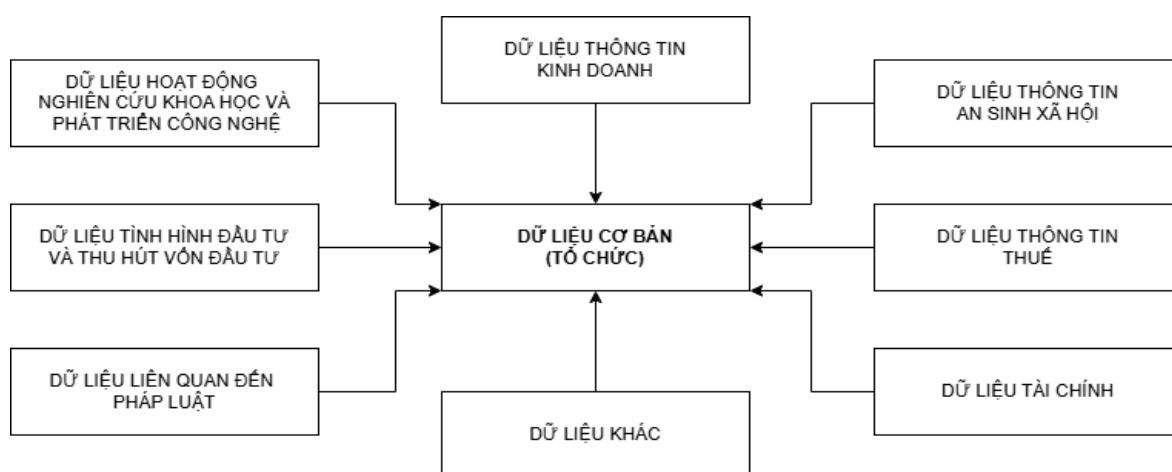 DỮ LIỆU THÔNG TIN
KINH DOANH
DỮ LIỆU HOẠT ĐỘNG
NGHIÊN CỨU KHOA HỌC VÀ
PHÁT TRIỂN CÔNG NGHỆ
DỮ LIỆU THÔNG TIN
AN SINH XÃ HỘI
DỮ LIỆU TÌNH HÌNH ĐẦU TƯ
VÀ THU HÚT VỐN ĐẦU TƯ
DỮ LIỆU CƠ BẢN
(TỔ CHỨC)
DỮ LIỆU THÔNG TIN
THUẾ
DỮ LIỆU LIÊN QUAN ĐẾN
PHÁP LUẬT
DỮ LIỆU KHÁC
DỮ LIỆU TÀI CHÍNH